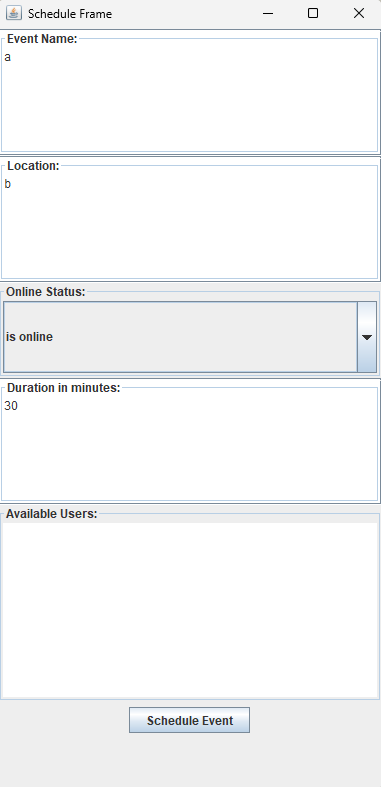 Schedule Frame
Event Name:
a
Location:
b
Online Status:
is online
Duration in minutes:
30
Available Users:
Schedule Event